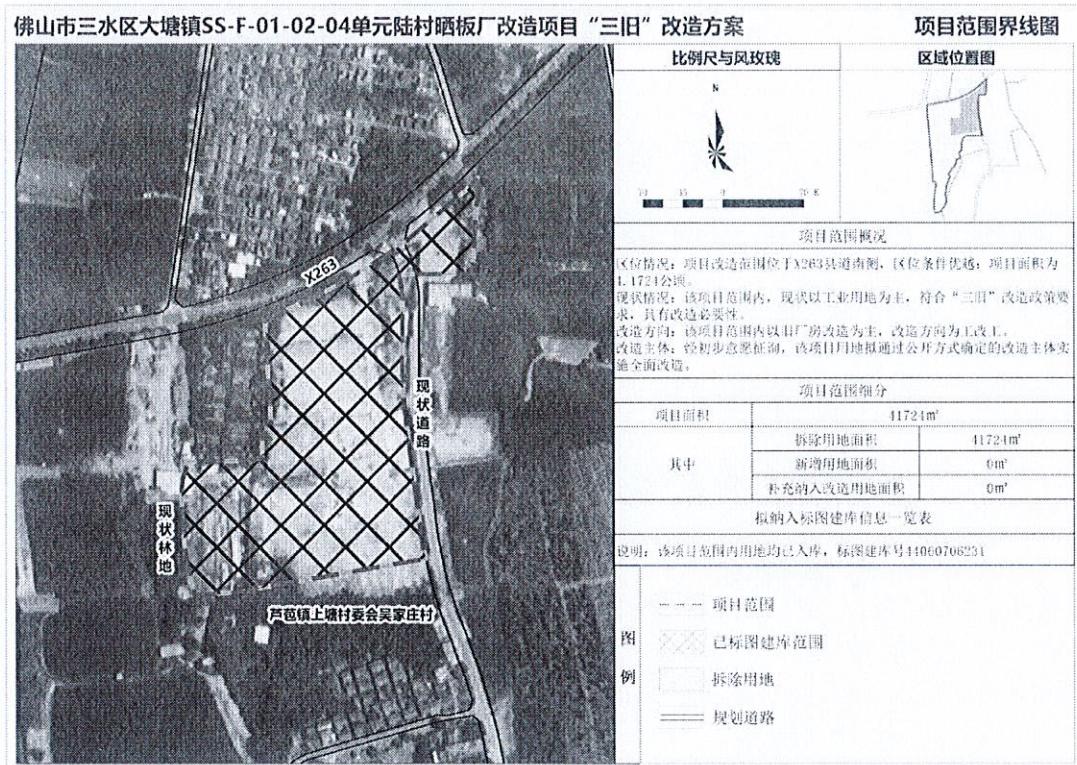 佛山市三水区大塘镇SS-F-01-02-04单元陆村晒板厂改造项目“三旧”改造方案
项目范围界线图
比例尺与风玫瑰
区域位置图
N
项目范围概况
区位情况：项目改造范围位于X263县道南侧，区位条件优越；项目面积为
4.1724公顷。
现状情况：该项目范围内，现状以工业用地为主，符合“三旧”改造政策要
求，具有改造必要性。
改造方向：该项目范围内以旧厂房改造为主，改造方向为工改工。
改造主体：经初步意愿征询，该项目用地拟通过公开方式确定的改造主体实
施全面改造。
项目范围细分
项目面积
41724㎡
其中
拆除用地面积
41724㎡
新增用地面积
0㎡
补充纳入改造用地面积
0㎡
拟纳入标图建库信息一览表
说明：该项目范围内用地均已入库，标图建库号44060706231
图例
项目范围
已标图建库范围
拆除用地
规划道路
X263
现状道路
现状林地
芦苞镇上塘村委会吴家庄村